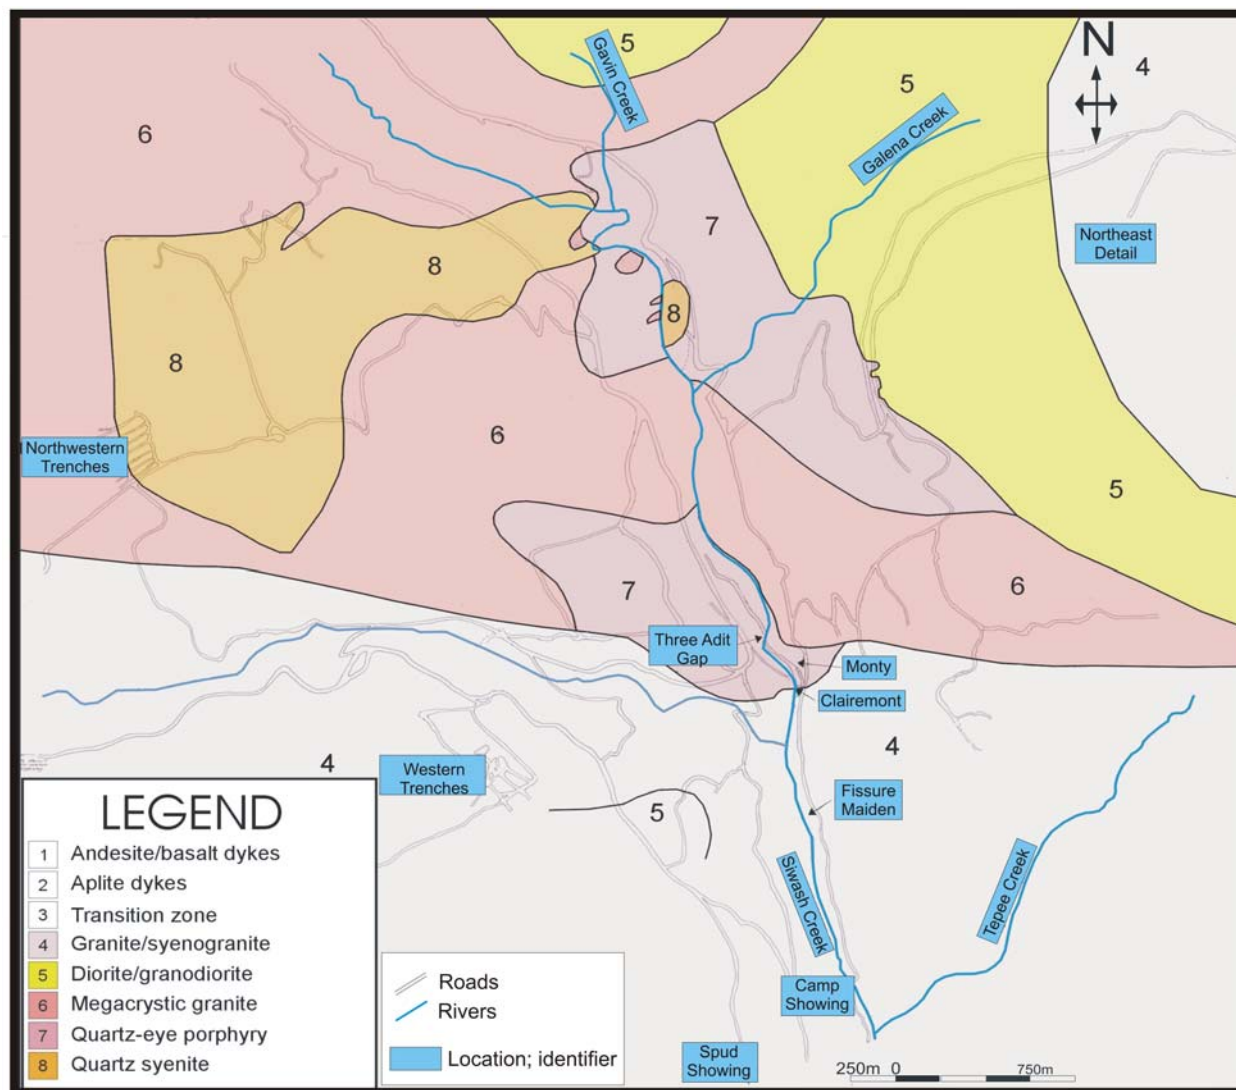 5
N
4
Gavin Creek
5
Galena Creek
6
7
Northeast
Detail
8
8
8
6
Northwestern
Trenches
5
7
6
Three Adit
Gap
Monty
Clairemont
4
4
Western
Trenches
Fissure
Maiden
5
Siwash Creek
Tepee Creek
Camp
Showing
Spud
Showing
LEGEND
1 Andesite/basalt dykes
2 Aplite dykes
3 Transition zone
4 Granite/syenogranite
5 Diorite/granodiorite
6 Megacrystic granite
7 Quartz-eye porphyry
8 Quartz syenite
Roads
Rivers
Location; identifier
250m 0 750m